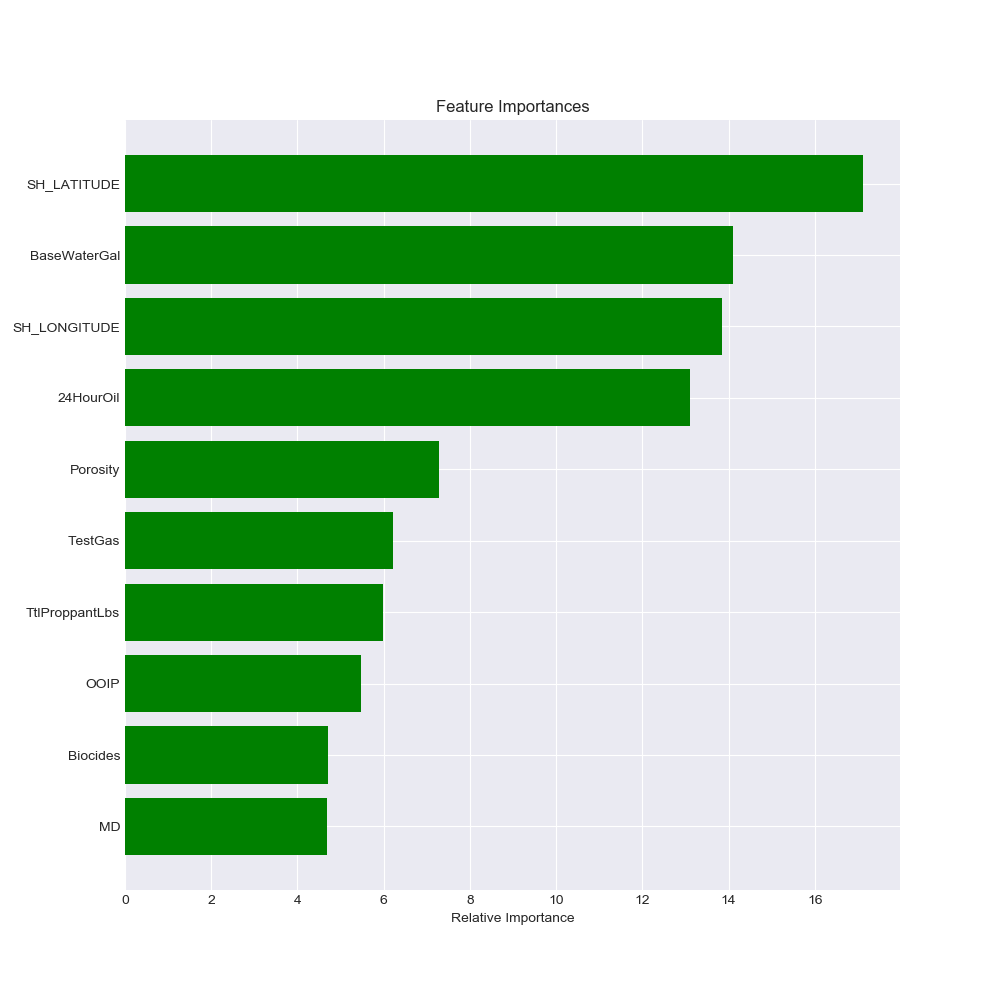 Feature Importances
SH_LATITUDE
BaseWaterGal
SH_LONGITUDE
24HourOil
Porosity
TestGas
TtlProppantLbs
OOIP
Biocides
MD
0 2 4 6 8 10 12 14 16
Relative Importance